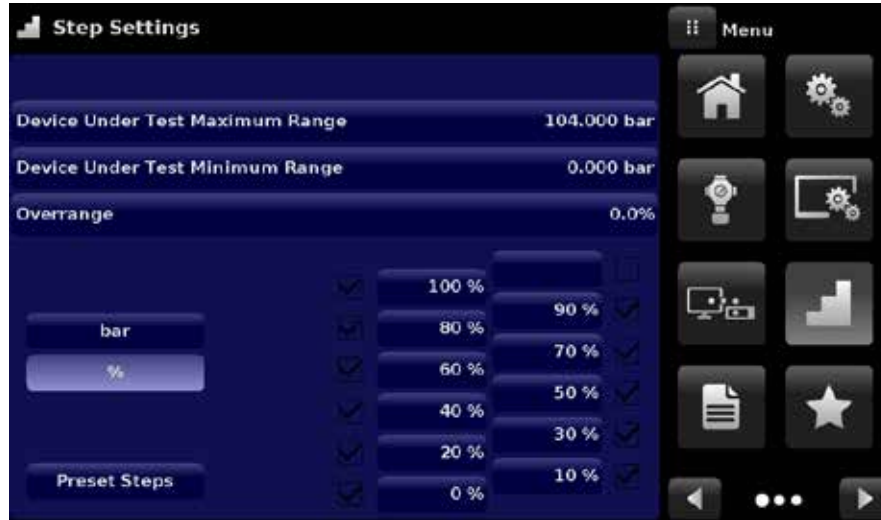 Step Settings
Menu
Device Under Test Maximum Range 104.000 bar
Device Under Test Minimum Range 0.000 bar
Overrange 0.0%
100 %
90 %
bar
80 %
70 %
%
60 %
50 %
40 %
30 %
20 %
10 %
Preset Steps
0 %